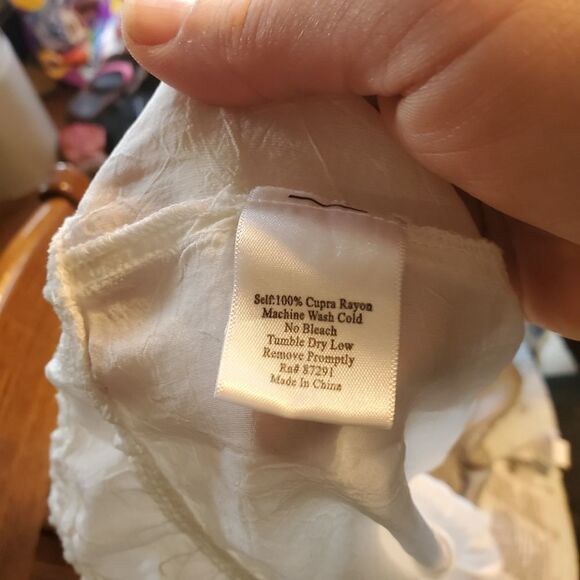 Self:100% Cupra Rayon
Machine Wash Cold
No Bleach
Tumble Dry Low
Remove Promptly
Rn# 87291
Made In China